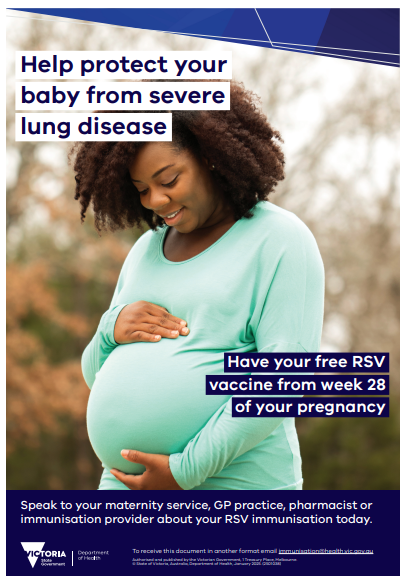 Help protect your
baby from severe
lung disease
Have your free RSV
vaccine from week 28
of your pregnancy
Speak to your maternity service, GP practice, pharmacist or
immunisation provider about your RSV immunisation today.
VICTORIA
State
Government
Department
of Health
To receive this document in another format email immunisation@health.vic.gov.au
Authorised and published by the Victorian Government, 1 Treasury Place, Melbourne.
© State of Victoria, Australia, Department of Health, January 2025.